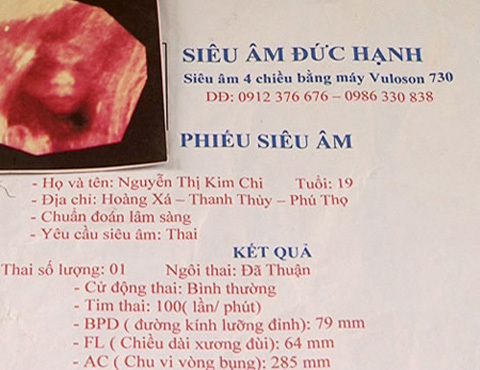 SIÊU ÂM ĐỨC HẠNH
Siêu âm 4 chiều bằng máy Vuloson 730
DĐ: 0912 376 676 – 0986 330 838
PHIẾU SIÊU ÂM
- Họ và tên: Nguyễn Thị Kim Chi Tuổi: 19
- Địa chỉ: Hoàng Xá – Thanh Thủy – Phú Thọ
- Chuẩn đoán lâm sàng
- Yêu cầu siêu âm: Thai
KẾT QUẢ
Thai số lượng: 01 Ngôi thai: Đã Thuận
- Cử động thai: Bình thường
- Tim thai: 100( lần/ phút)
- BPD ( đường kính lưỡng đỉnh): 79 mm
- FL ( Chiều dài xương đùi): 64 mm
- AC ( Chu vi vòng bụng): 285 mm